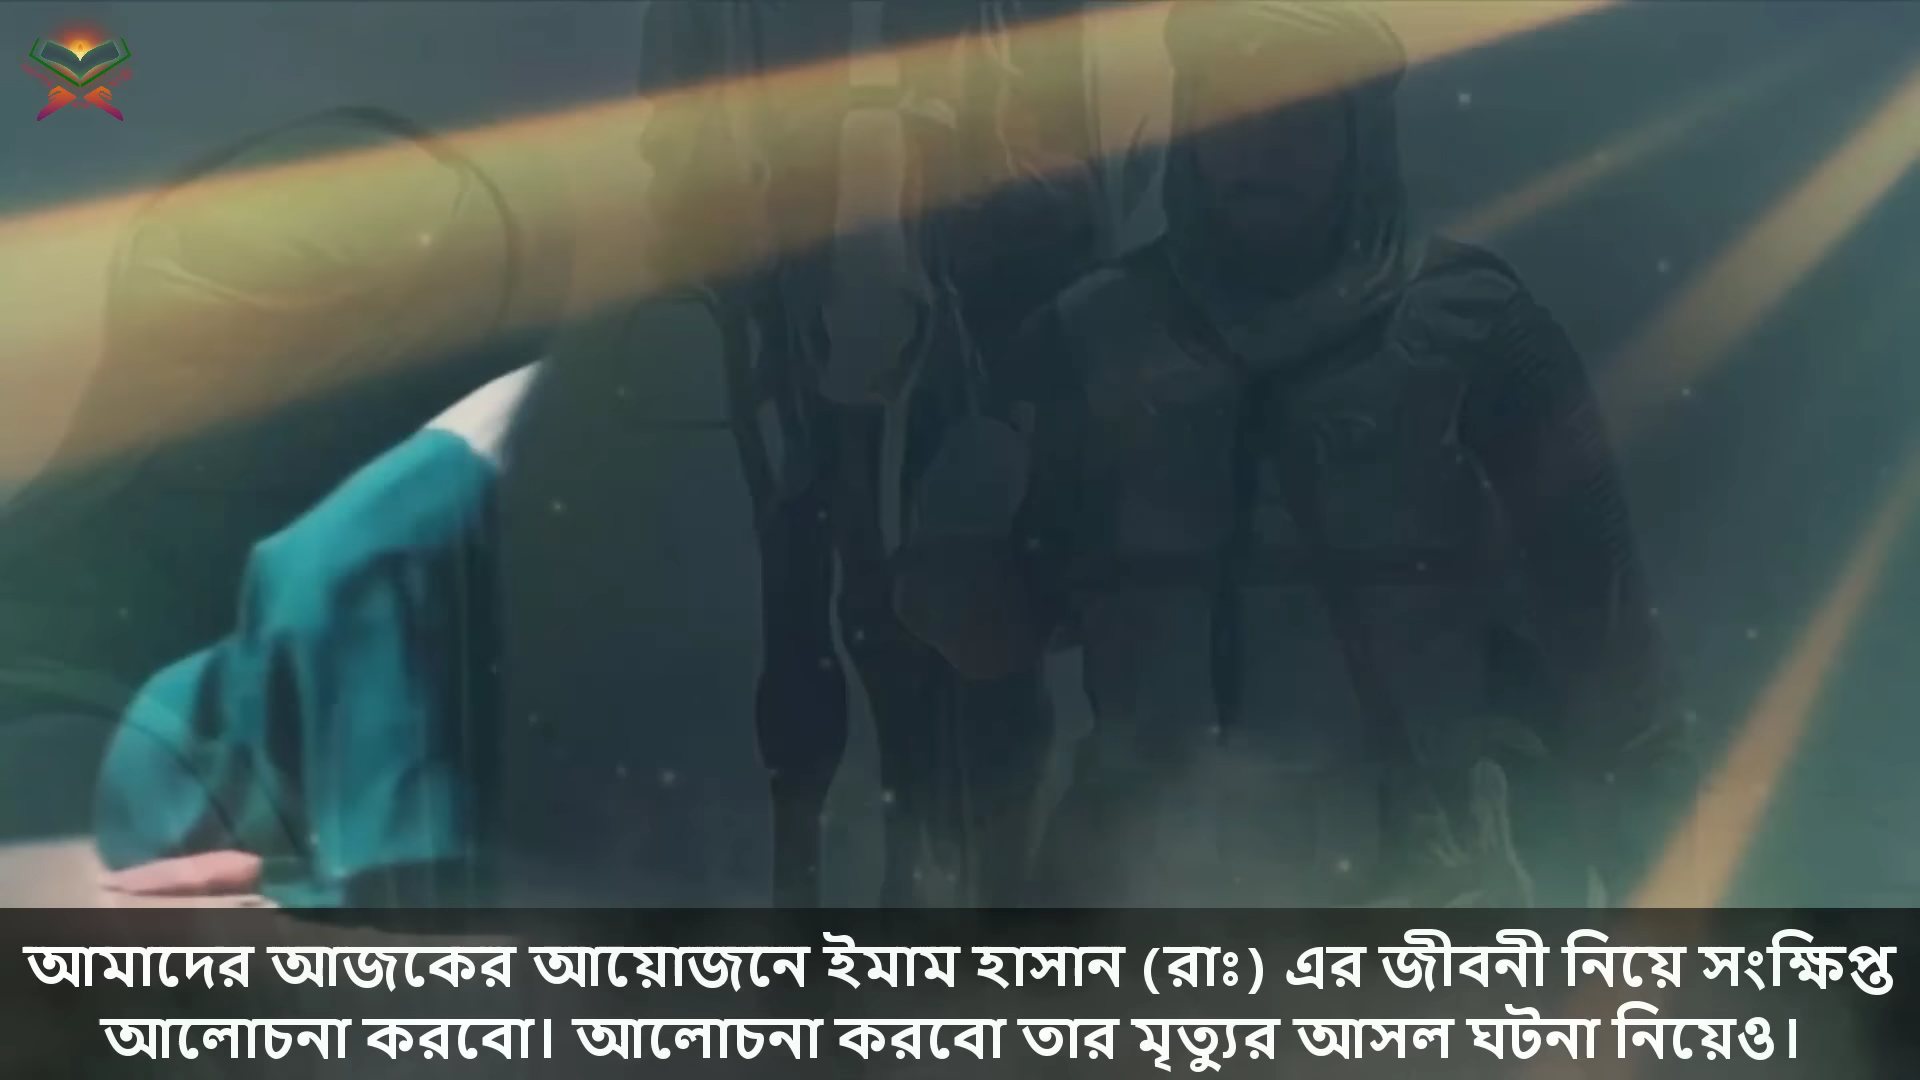 আমাদের আজকের আয়োজনে ইমাম হাসান (রাঃ) এর জীবনী নিয়ে সংক্ষিপ্ত
আলোচনা করবো। আলোচনা করবো তার মৃত্যুর আসল ঘটনা নিয়েও।